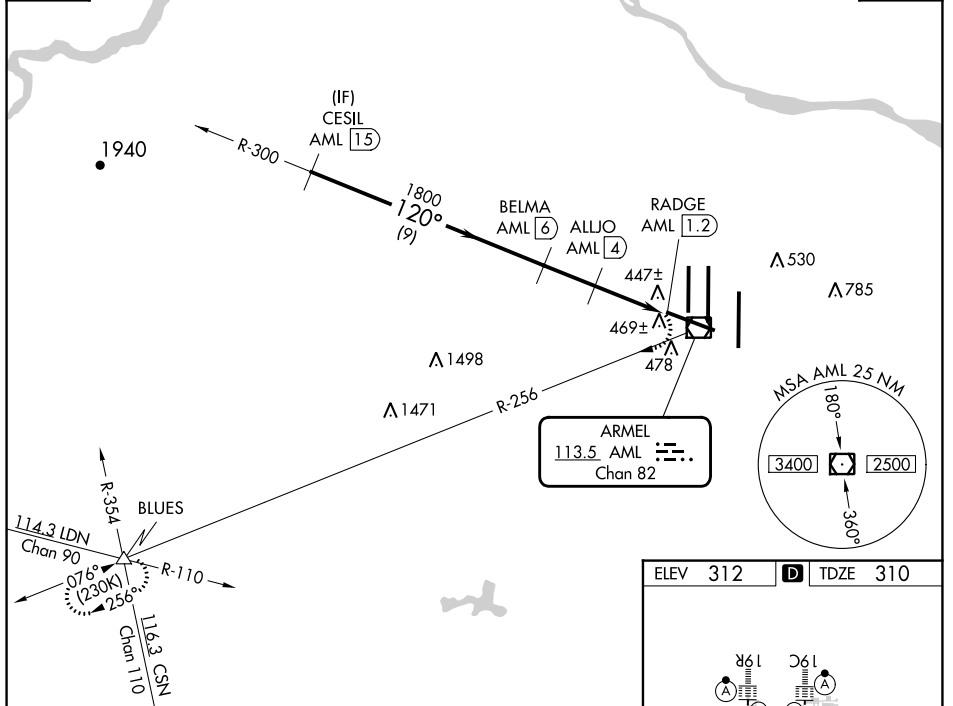 (IF)
CESIL
AML 15
1940
R-300
1800
120°
(9)
BELMA
AML 6
ALLJO
AML 4
RADGE
AML 1.2
530
785
447±
469±
478
1498
1471
R-256
ARMEL
113.5 AML
Chan 82
MSA AML 25 NM
180°
3400
2500
360°
R-354
BLUES
114.3 LDN
Chan 90
R-110
076°
(230K)
256°
116.3 CSN
Chan 110
ELEV 312 D TDZE 310
19R
19C
A
A